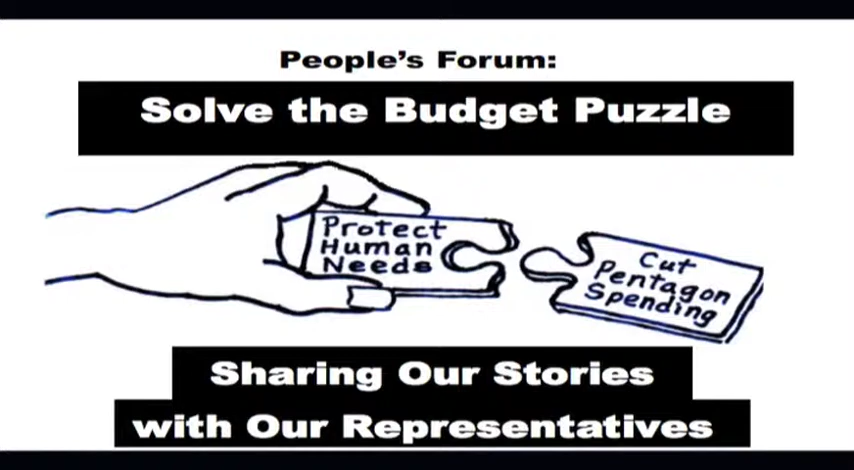 People's Forum:
Solve the Budget Puzzle
Protect
Human
Needs
Cut
Pentagon
Spending
Sharing Our Stories
with Our Representatives